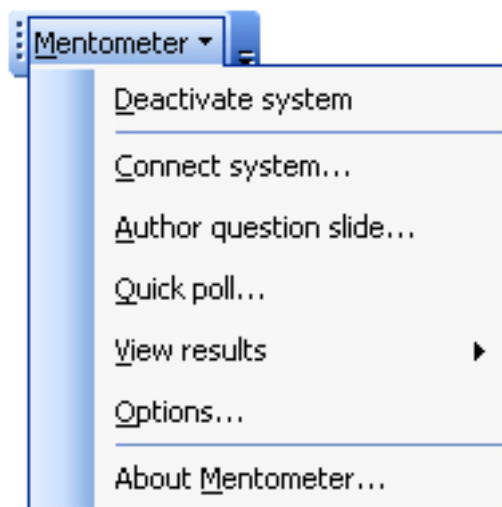 Mentometer
Deactivate system
Connect system...
Author question slide...
Quick poll...
View results
Options...
About Mentometer...